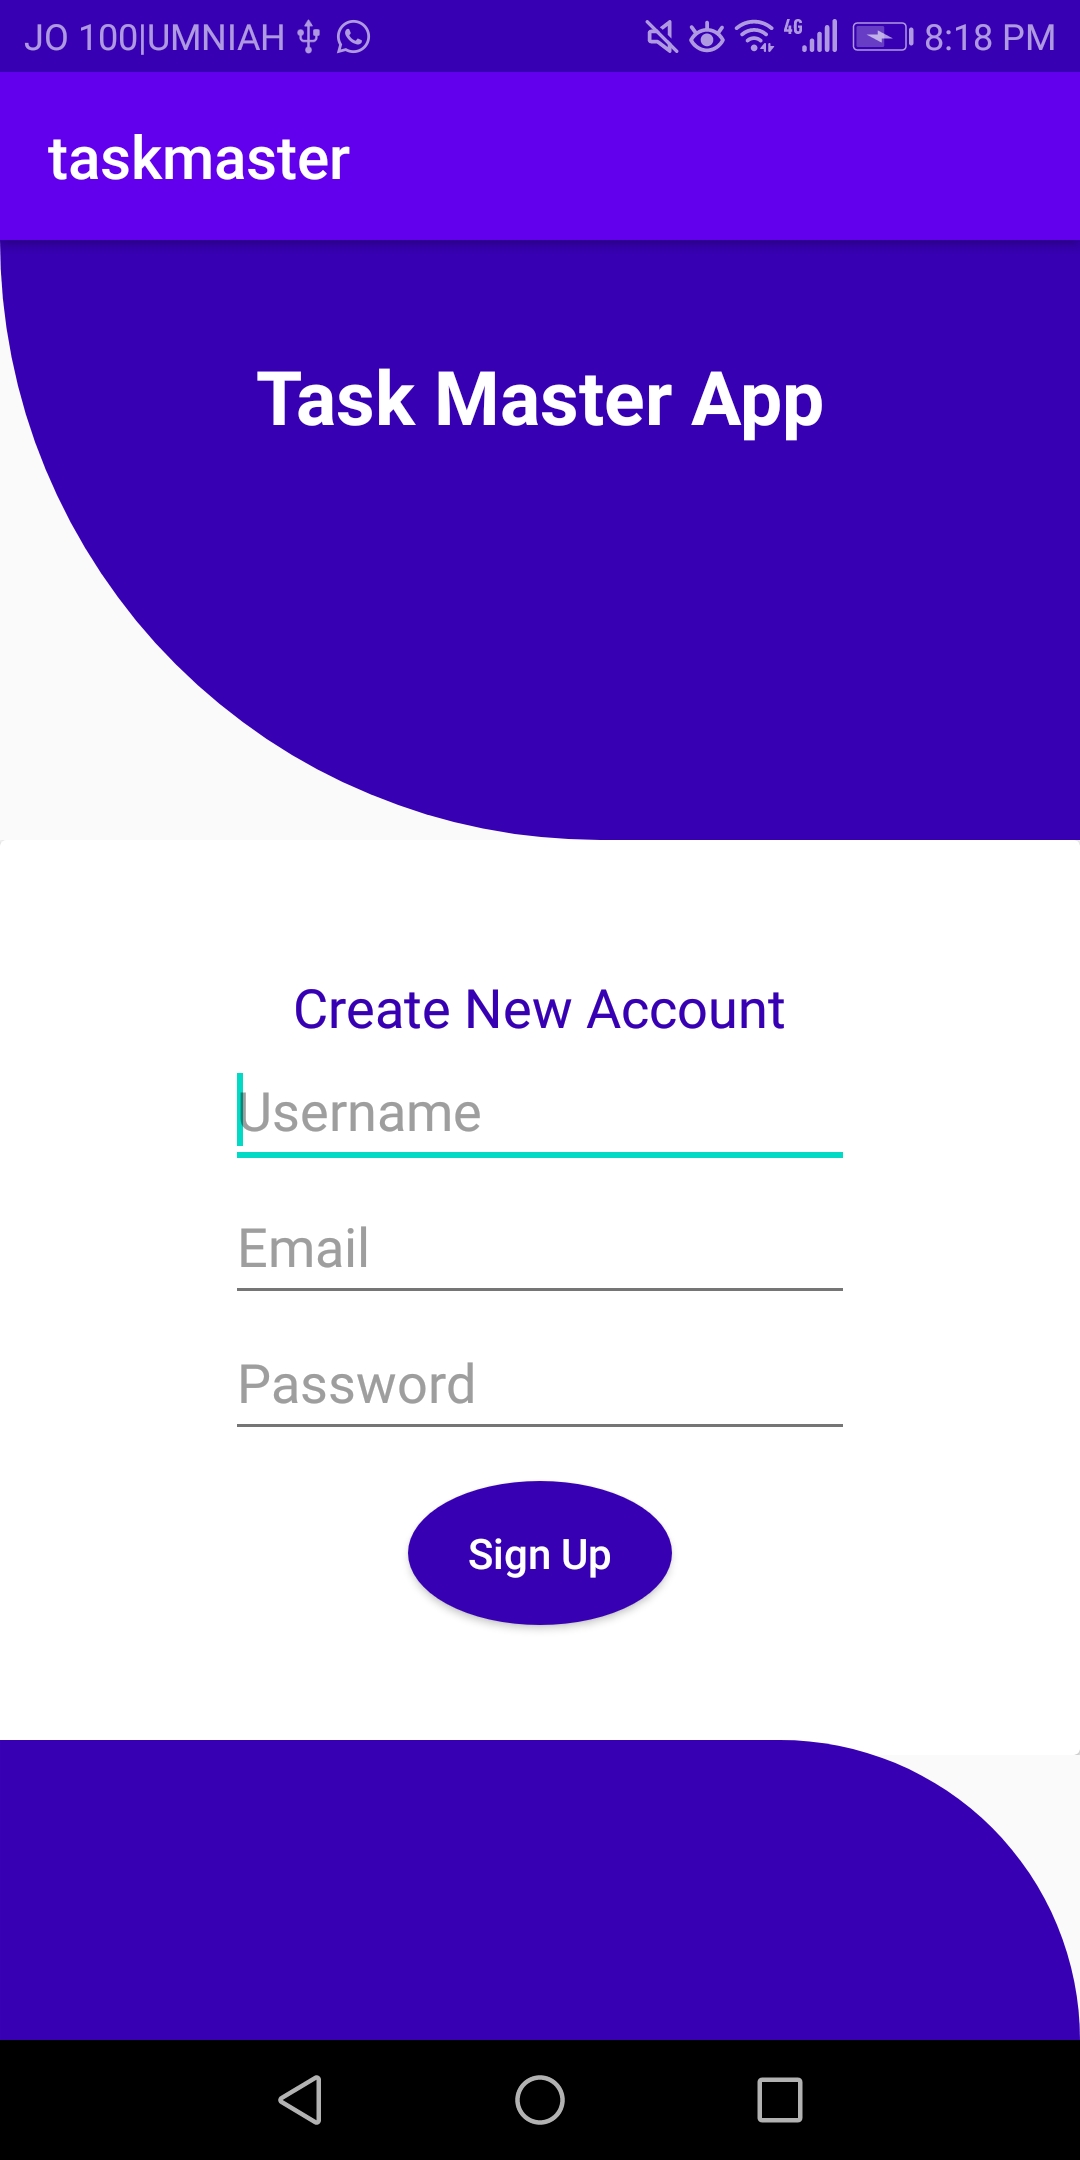 JO 100|UMNIAH 4G 8:18 PM
taskmaster
Task Master App
Create New Account
Username
Email
Password
Sign Up